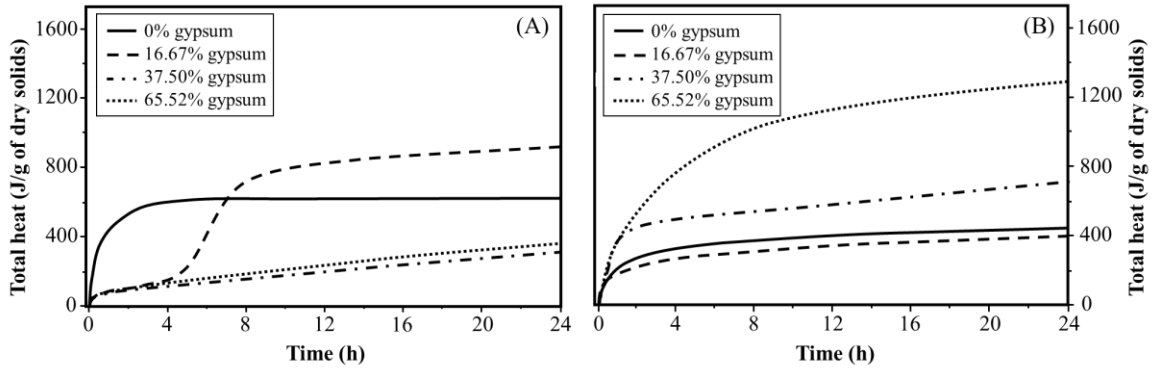 Total heat (J/g of dry solids)
1600
1200
800
400
0
0% gypsum
16.67% gypsum
37.50% gypsum
65.52% gypsum
(A)
0 4 8 12 16 20 24
Time (h)
0% gypsum
16.67% gypsum
37.50% gypsum
65.52% gypsum
(B)
0 4 8 12 16 20 24
Time (h)
1600
1200
800
400
0
Total heat (J/g of dry solids)